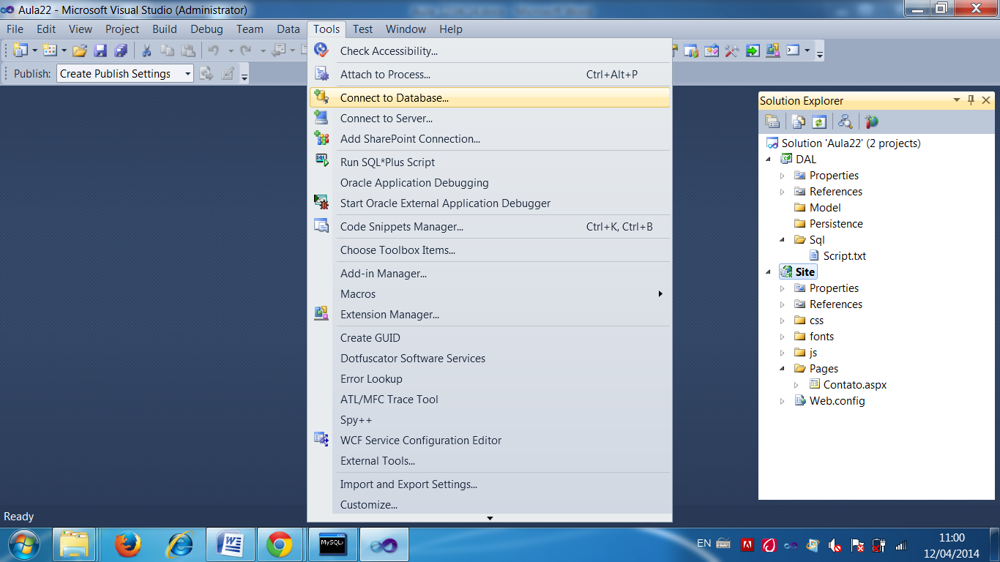 Aula22 - Microsoft Visual Studio (Administrator)
File Edit View Project Build Debug Team Data Tools Test Window Help
Publish: Create Publish Settings
Check Accessibility...
Attach to Process... Ctrl+Alt+P
Connect to Database...
Connect to Server...
Add SharePoint Connection...
Run SQL*Plus Script
Oracle Application Debugging
Start Oracle External Application Debugger
Code Snippets Manager... Ctrl+K, Ctrl+B
Choose Toolbox Items...
Add-in Manager...
Macros
Extension Manager...
Create GUID
Dotfuscator Software Services
Error Lookup
ATL/MFC Trace Tool
Spy++
WCF Service Configuration Editor
External Tools...
Import and Export Settings...
Customize...
Solution Explorer
Solution 'Aula22' (2 projects)
DAL
Properties
References
Model
Persistence
Sql
Script.txt
Site
Properties
References
css
fonts
js
Pages
Contato.aspx
Web.config
Ready
MySQL>
EN
11:00
12/04/2014